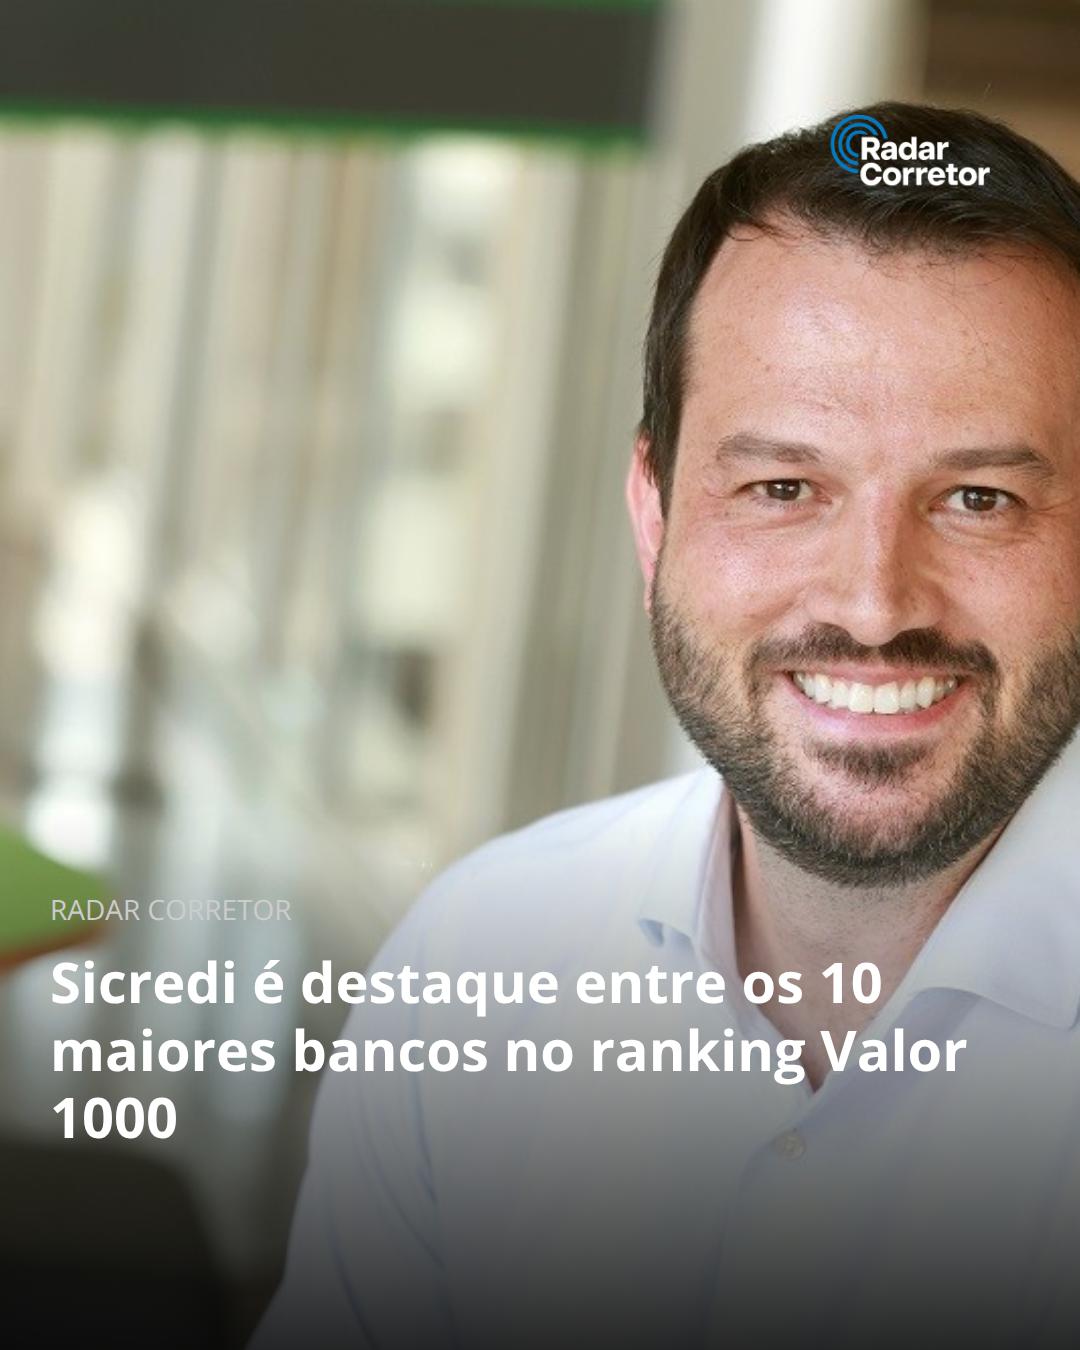 Radar
Corretor
RADAR CORRETOR
Sicredi é destaque entre os 10
maiores bancos no ranking Valor
1000